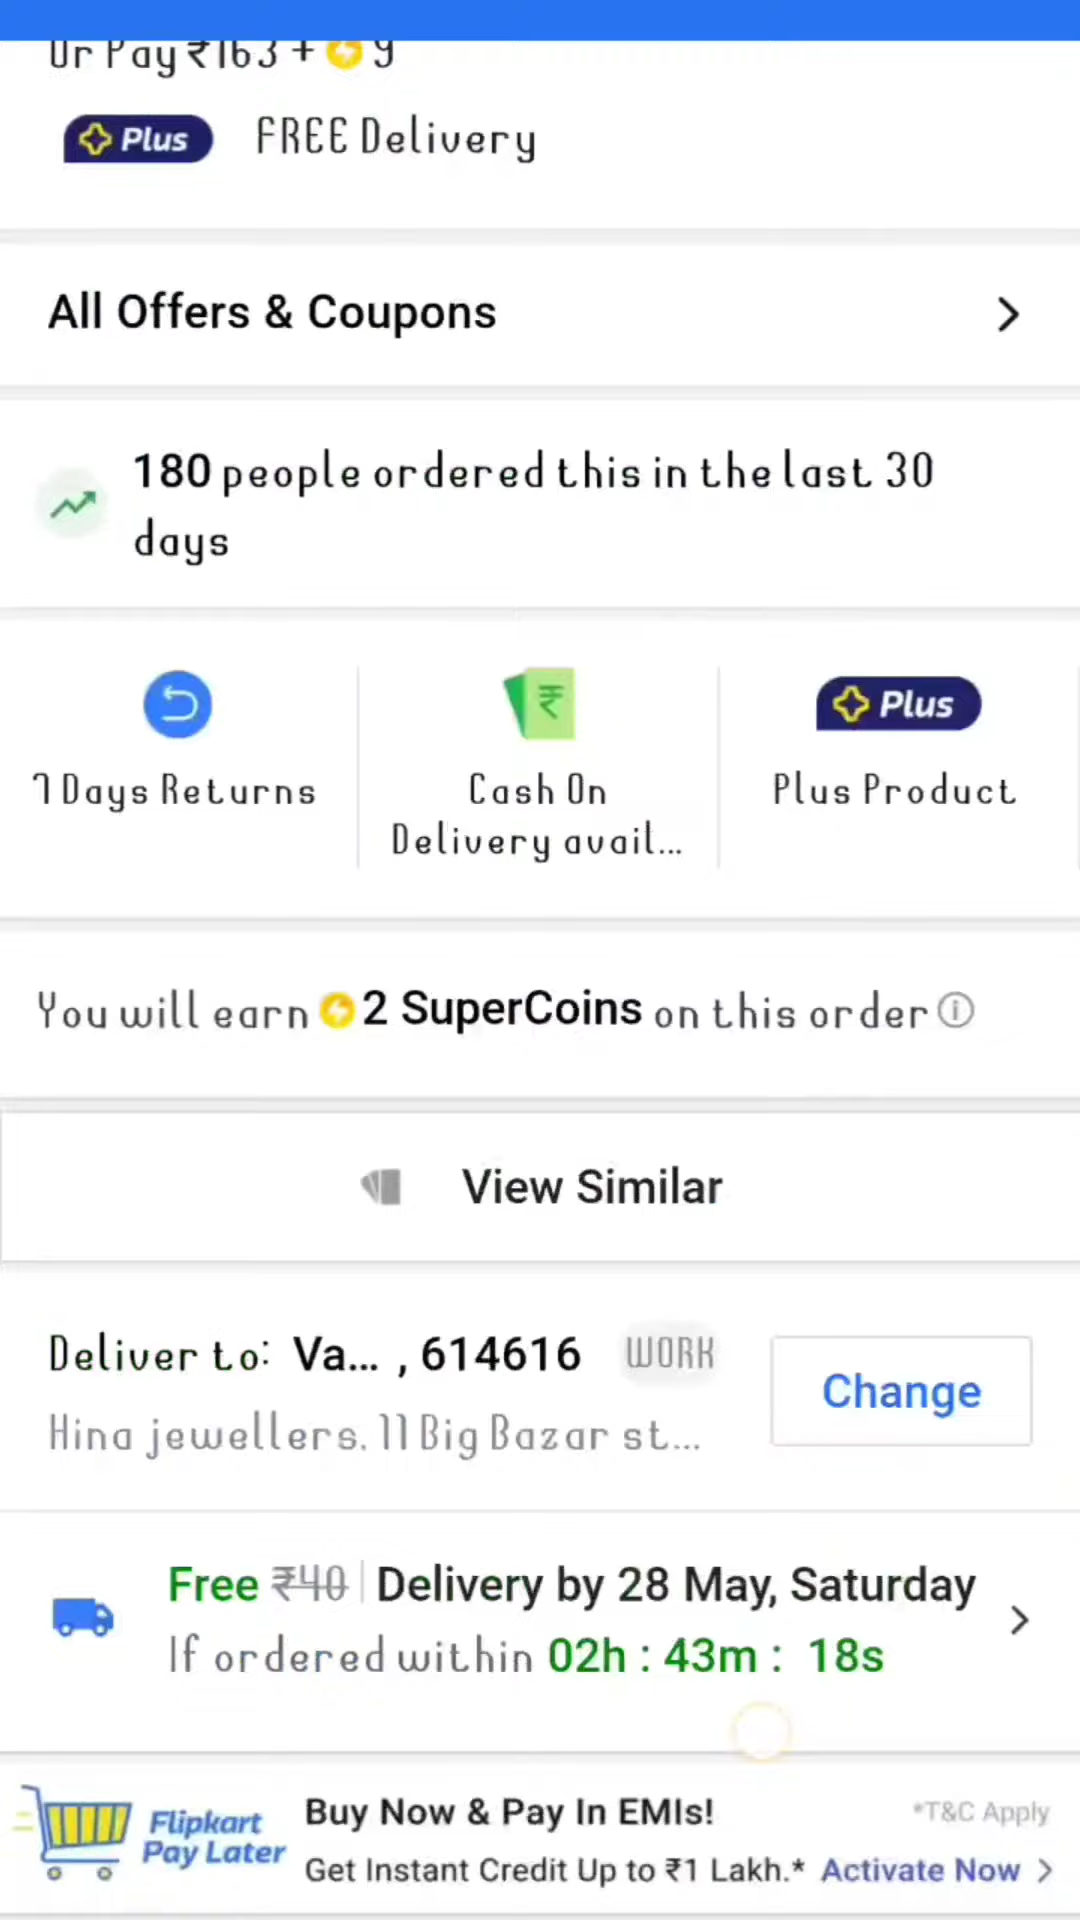 Or Pay ₹163 + 9
Plus FREE Delivery
All Offers & Coupons
180 people ordered this in the last 30
days
7 Days Returns
Cash On
Delivery avail...
Plus
Plus Product
You will earn 2 SuperCoins on this order
View Similar
Deliver to: Va... , 614616 WORK
Change
Hina jewellers, 11 Big Bazar st...
Free ₹40 Delivery by 28 May, Saturday
If ordered within 02h : 43m : 18s
Flipkart
Pay Later
Buy Now & Pay In EMIs! *T&C Apply
Get Instant Credit Up to ₹1 Lakh.* Activate Now